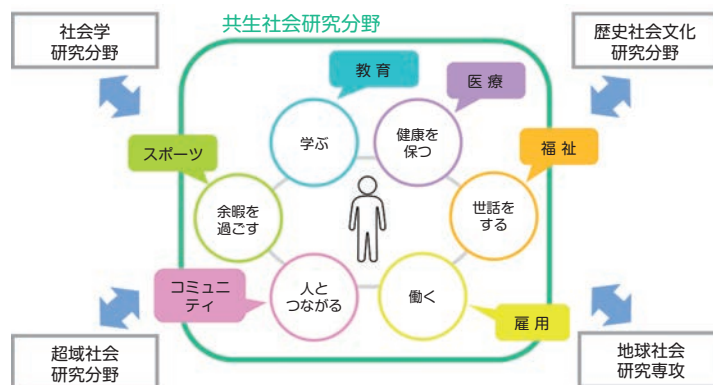 社会学
研究分野
共生社会研究分野
歴史社会文化
研究分野
教 育
医 療
学ぶ
健康を
保つ
スポーツ
福 祉
余暇を
過ごす
世話を
する
コミュニ
ティ
人と
つながる
働く
雇 用
超域社会
研究分野
地球社会
研究専攻